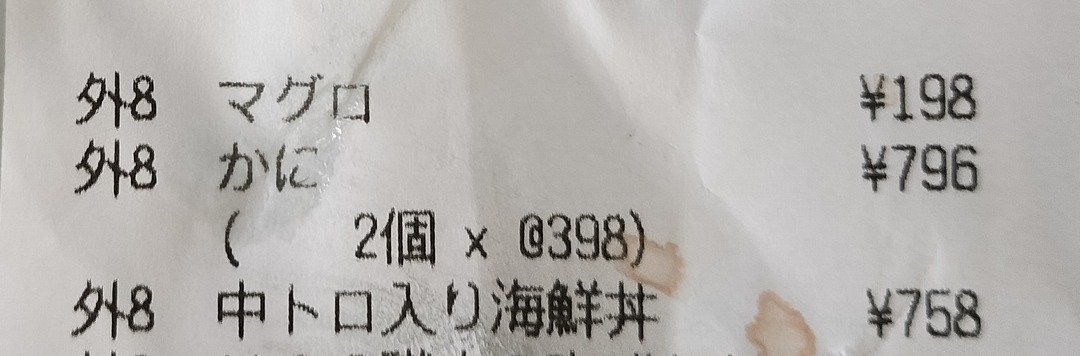 外8 マグロ ¥198
外8 かに ¥796
( 2個 x @398)
外8 中トロ入り海鮮丼 ¥758